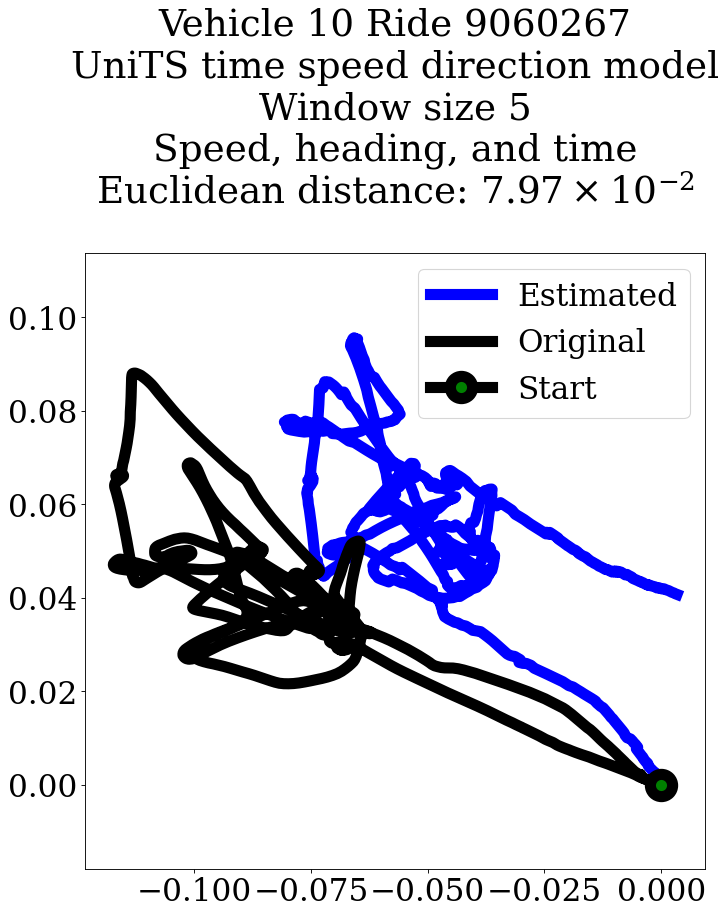 Vehicle 10 Ride 9060267
UniTS time speed direction model
Window size 5
Speed, heading, and time
Euclidean distance: 7.97 × 10⁻²
Estimated
Original
Start
0.10
0.08
0.06
0.04
0.02
0.00
−0.100 −0.075 −0.050 −0.025 0.000